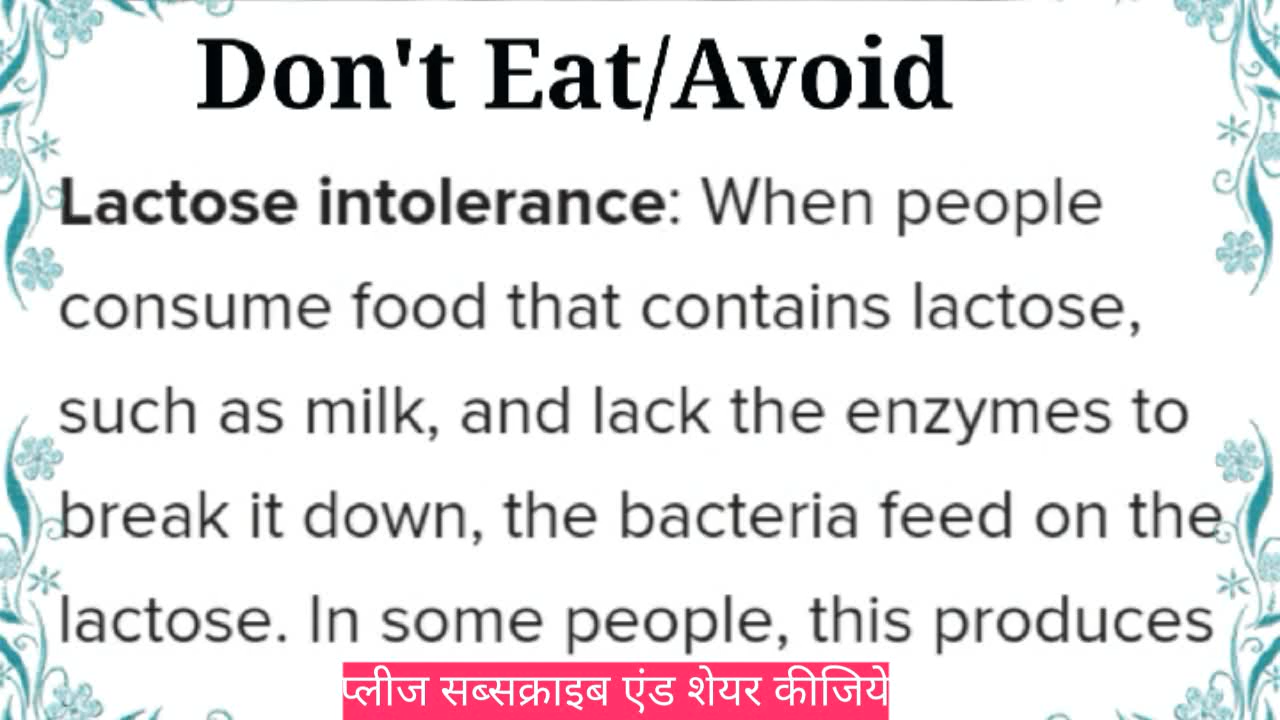 Don't Eat/Avoid
Lactose intolerance: When people
consume food that contains lactose,
such as milk, and lack the enzymes to
break it down, the bacteria feed on the
lactose. In some people, this produces
प्लीज सब्सक्राइब एंड शेयर कीजिये